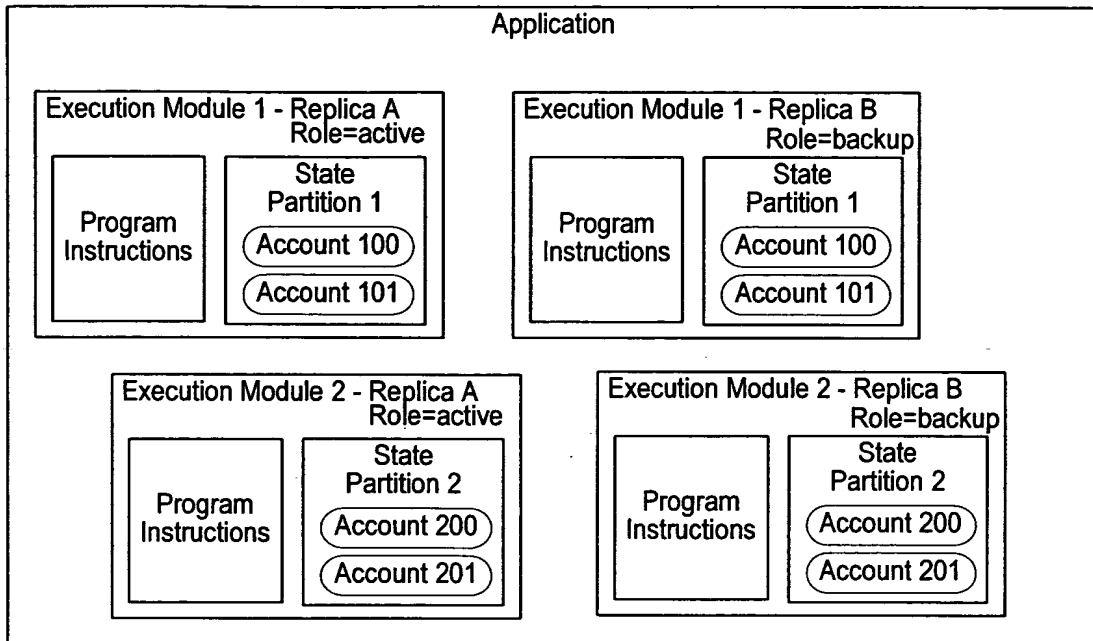 Application
Execution Module 1 - Replica A
Role=active
Program
Instructions
State
Partition 1
Account 100
Account 101
Execution Module 1 - Replica B
Role=backup
Program
Instructions
State
Partition 1
Account 100
Account 101
Execution Module 2 - Replica A
Role=active
Program
Instructions
State
Partition 2
Account 200
Account 201
Execution Module 2 - Replica B
Role=backup
Program
Instructions
State
Partition 2
Account 200
Account 201